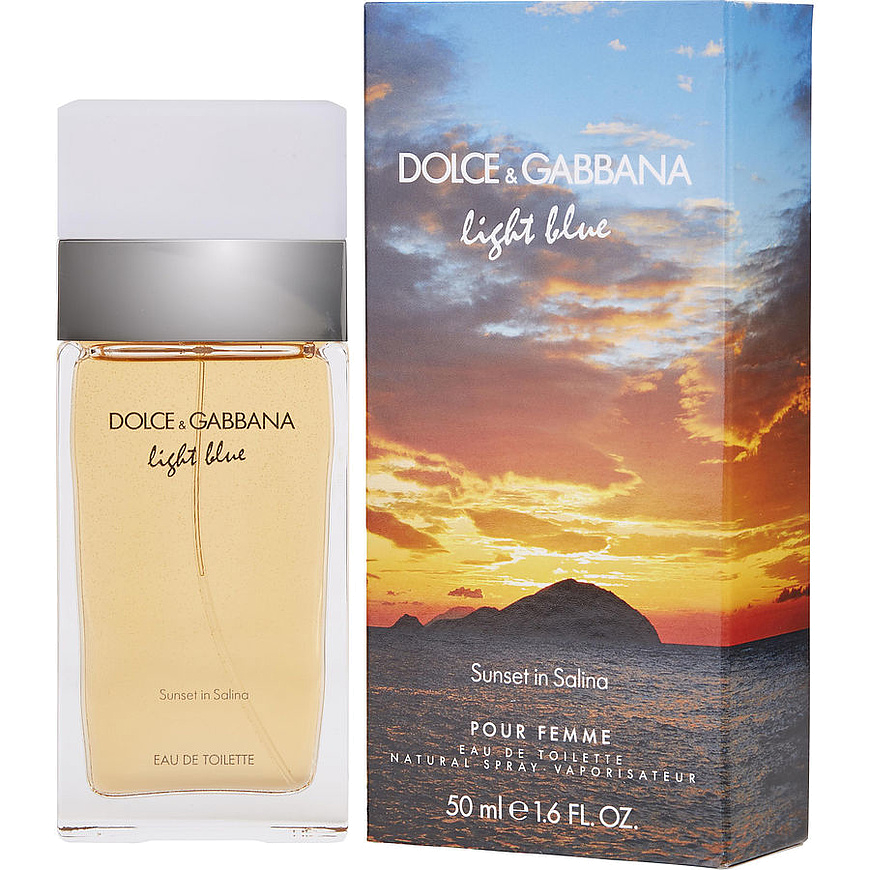 DOLCE & GABBANA
light blue
Sunset in Salina
EAU DE TOILETTE
DOLCE & GABBANA
light blue
Sunset in Salina
POUR FEMME
EAU DE TOILETTE
NATURAL SPRAY-VAPORISATEUR
50 ml e 1.6 FL. OZ.